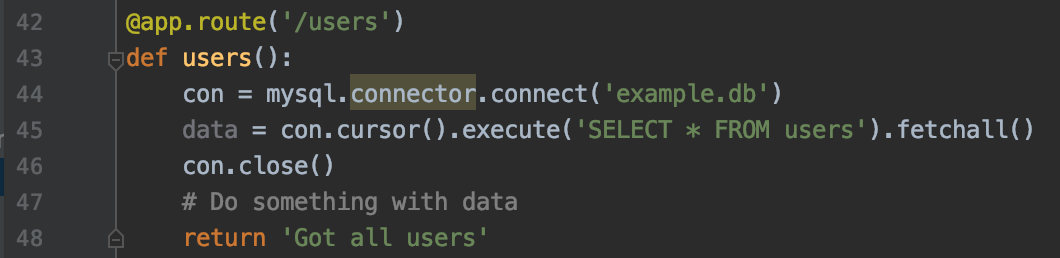 42 @app.route('/users')
43 def users():
44 con = mysql.connector.connect('example.db')
45 data = con.cursor().execute('SELECT * FROM users').fetchall()
46 con.close()
47 # Do something with data
48 return 'Got all users'